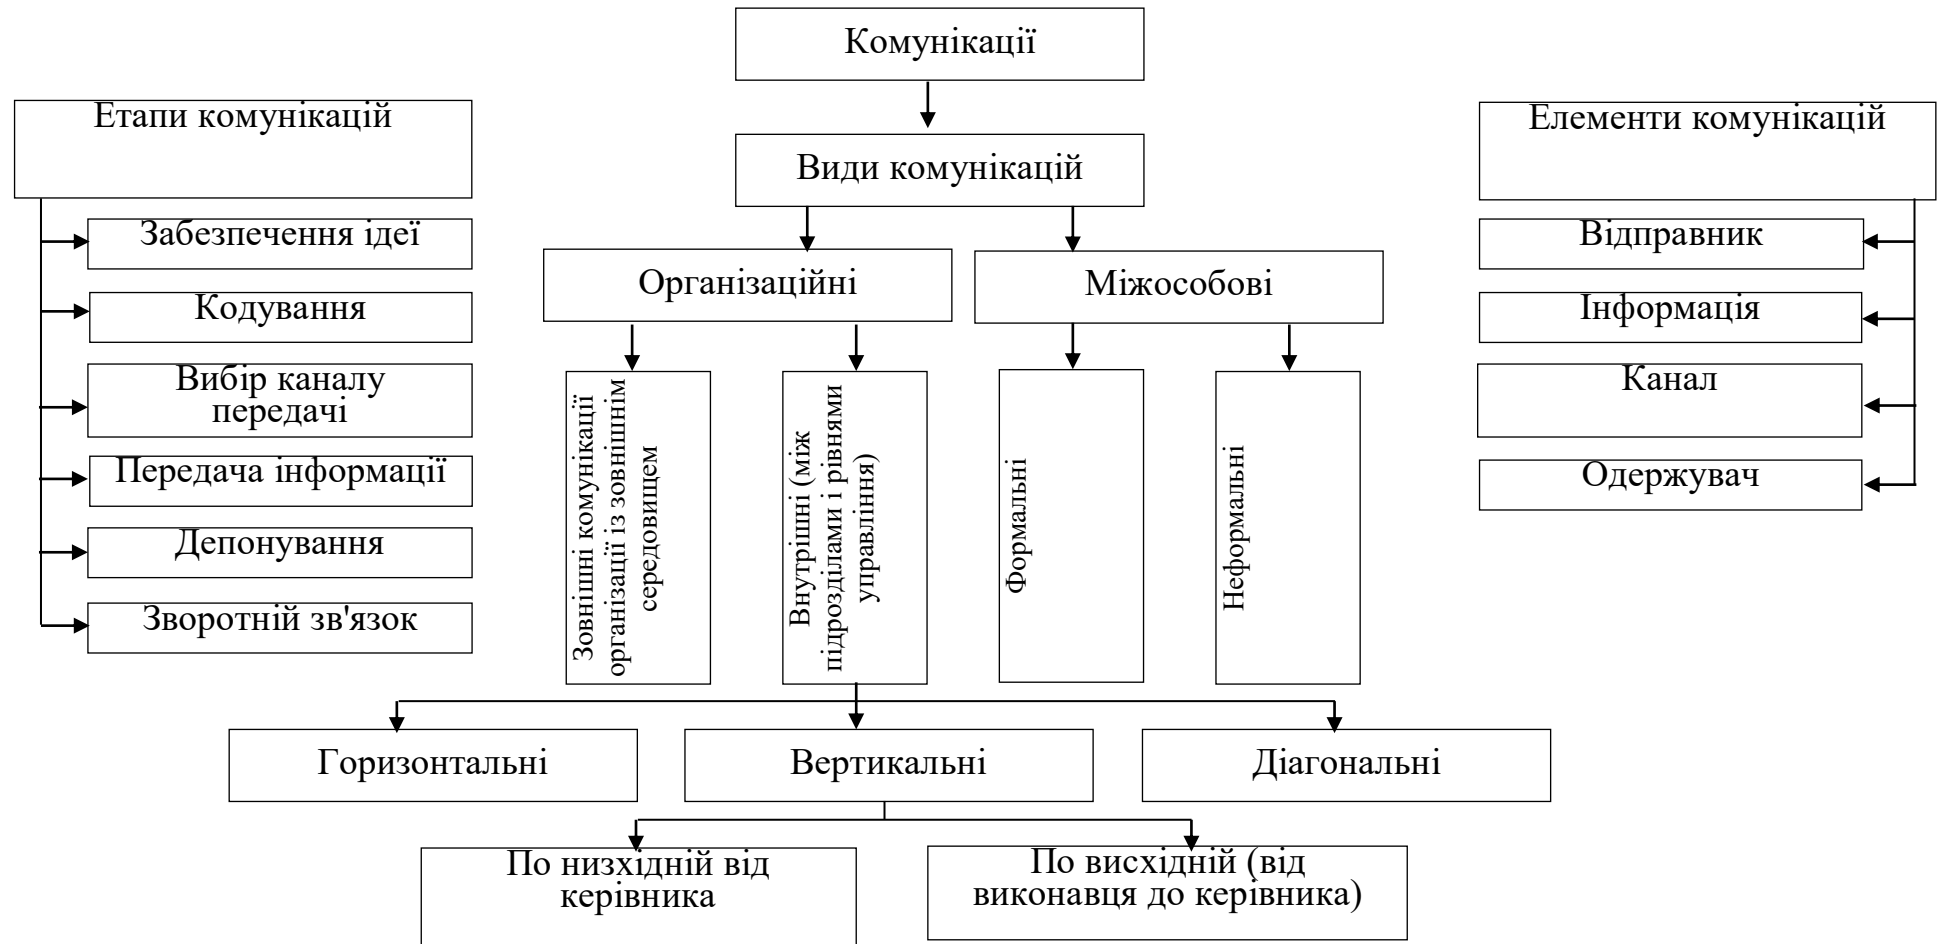 Комунікації
Етапи комунікацій
Елементи комунікацій
Види комунікацій
Забезпечення ідеї
Кодування
Вибір каналу
передачі
Передача інформації
Депонування
Зворотній зв'язок
Організаційні
Міжособові
Зовнішні комунікації
організації із зовнішнім
середовищем
Внутрішні (між
підрозділами і рівнями
управління)
Формальні
Неформальні
Відправник
Інформація
Канал
Одержувач
Горизонтальні
Вертикальні
Діагональні
По низхідній від
керівника
По висхідній (від
виконавця до керівника)